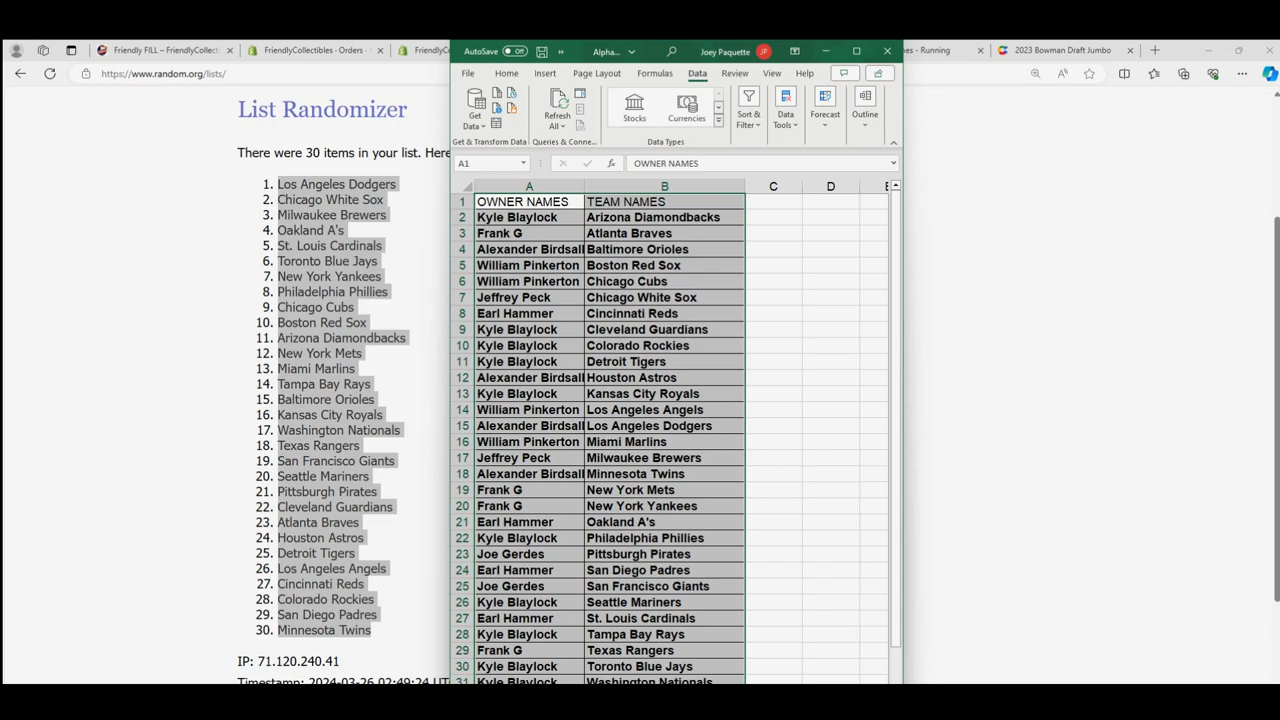 Friendly FILL – FriendlyCollect
FriendlyCollectibles - Orders -
FriendlyC
es - Running
2023 Bowman Draft Jumbo
https://www.random.org/lists/
List Randomizer
There were 30 items in your list. Here
1. Los Angeles Dodgers
2. Chicago White Sox
3. Milwaukee Brewers
4. Oakland A's
5. St. Louis Cardinals
6. Toronto Blue Jays
7. New York Yankees
8. Philadelphia Phillies
9. Chicago Cubs
10. Boston Red Sox
11. Arizona Diamondbacks
12. New York Mets
13. Miami Marlins
14. Tampa Bay Rays
15. Baltimore Orioles
16. Kansas City Royals
17. Washington Nationals
18. Texas Rangers
19. San Francisco Giants
20. Seattle Mariners
21. Pittsburgh Pirates
22. Cleveland Guardians
23. Atlanta Braves
24. Houston Astros
25. Detroit Tigers
26. Los Angeles Angels
27. Cincinnati Reds
28. Colorado Rockies
29. San Diego Padres
30. Minnesota Twins
IP: 71.120.240.41
Timestamp: 2024-03-26 02:49:24 UT
AutoSave Off Alpha... Joey Paquette JP
File Home Insert Page Layout Formulas Data Review View Help
Get Data
Refresh All
Stocks
Currencies
Sort & Filter
Data Tools
Forecast
Outline
Get & Transform Data Queries & Conne... Data Types
A1 fx OWNER NAMES
A B C D E
1 OWNER NAMES TEAM NAMES
2 Kyle Blaylock Arizona Diamondbacks
3 Frank G Atlanta Braves
4 Alexander Birdsall Baltimore Orioles
5 William Pinkerton Boston Red Sox
6 William Pinkerton Chicago Cubs
7 Jeffrey Peck Chicago White Sox
8 Earl Hammer Cincinnati Reds
9 Kyle Blaylock Cleveland Guardians
10 Kyle Blaylock Colorado Rockies
11 Kyle Blaylock Detroit Tigers
12 Alexander Birdsall Houston Astros
13 Kyle Blaylock Kansas City Royals
14 William Pinkerton Los Angeles Angels
15 Alexander Birdsall Los Angeles Dodgers
16 William Pinkerton Miami Marlins
17 Jeffrey Peck Milwaukee Brewers
18 Alexander Birdsall Minnesota Twins
19 Frank G New York Mets
20 Frank G New York Yankees
21 Earl Hammer Oakland A's
22 Kyle Blaylock Philadelphia Phillies
23 Joe Gerdes Pittsburgh Pirates
24 Earl Hammer San Diego Padres
25 Joe Gerdes San Francisco Giants
26 Kyle Blaylock Seattle Mariners
27 Earl Hammer St. Louis Cardinals
28 Kyle Blaylock Tampa Bay Rays
29 Frank G Texas Rangers
30 Kyle Blaylock Toronto Blue Jays
31 Kyle Blaylock Washington Nationals